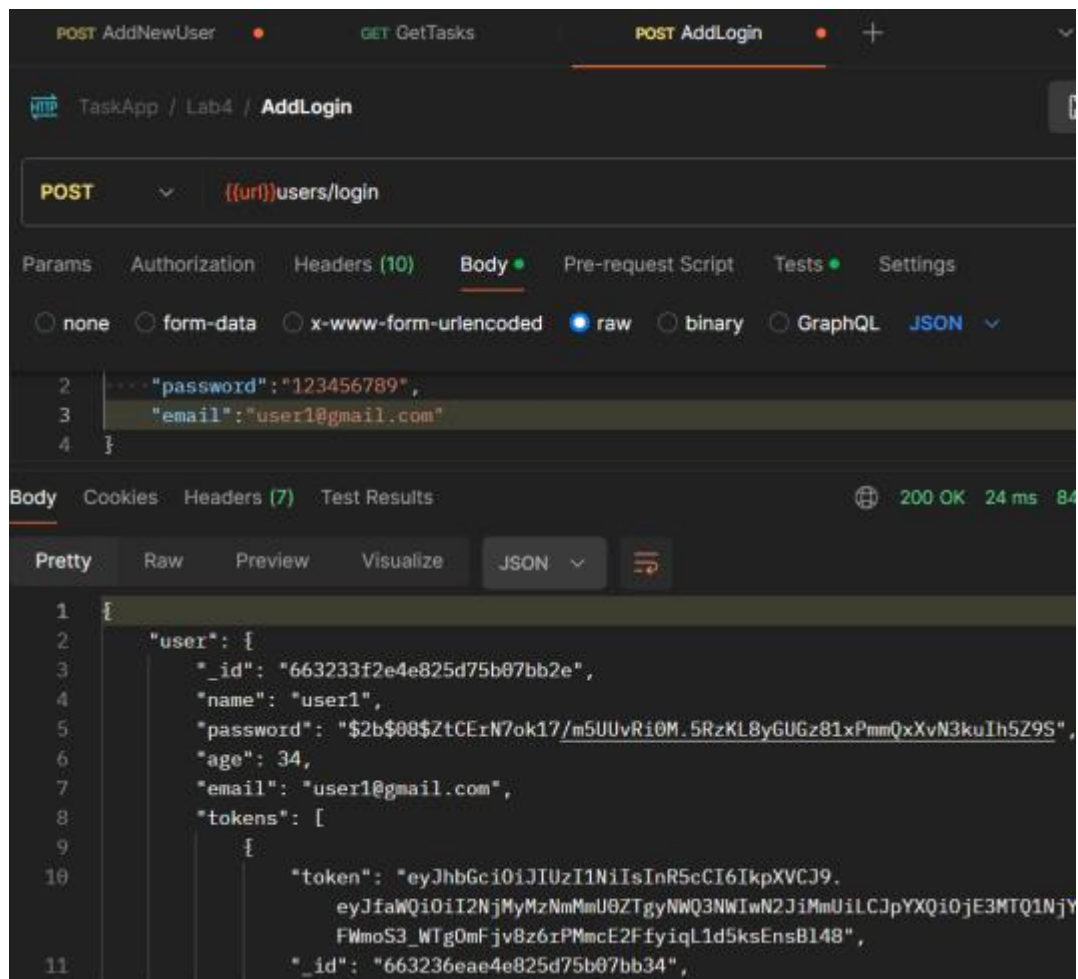 POST AddNewUser
GET GetTasks
POST AddLogin
HTTP TaskApp / Lab4 / AddLogin
POST {{url}}users/login
Params Authorization Headers (10) Body Pre-request Script Tests Settings
none form-data x-www-form-urlencoded raw binary GraphQL JSON
2 "password":"123456789",
3 "email":"user1@gmail.com"
4 }
Body Cookies Headers (7) Test Results 200 OK 24 ms 84
Pretty Raw Preview Visualize JSON
1 {
2 "user": {
3 "_id": "663233f2e4e825d75b07bb2e",
4 "name": "user1",
5 "password": "$2b$08$ZtCErN7ok17/m5UUvRi0M.5RzKL8yGUGz81xPmmQxXvN3kuIh5Z9S",
6 "age": 34,
7 "email": "user1@gmail.com",
8 "tokens": [
9 {
10 "token": "eyJhbGciOiJIUzI1NiIsInR5cCI6IkpXVCJ9.
eyJfaWQiOiI2NjMyMzNmMmU0ZTgyNWQ3NWIwN2JiMmUiLCJpYXQiOjE3MTQ1NjY
FWmoS3_WTgOmFjv8z6rPMmcE2FfyiqL1d5ksEnsBl48",
11 "_id": "663236eae4e825d75b07bb34",